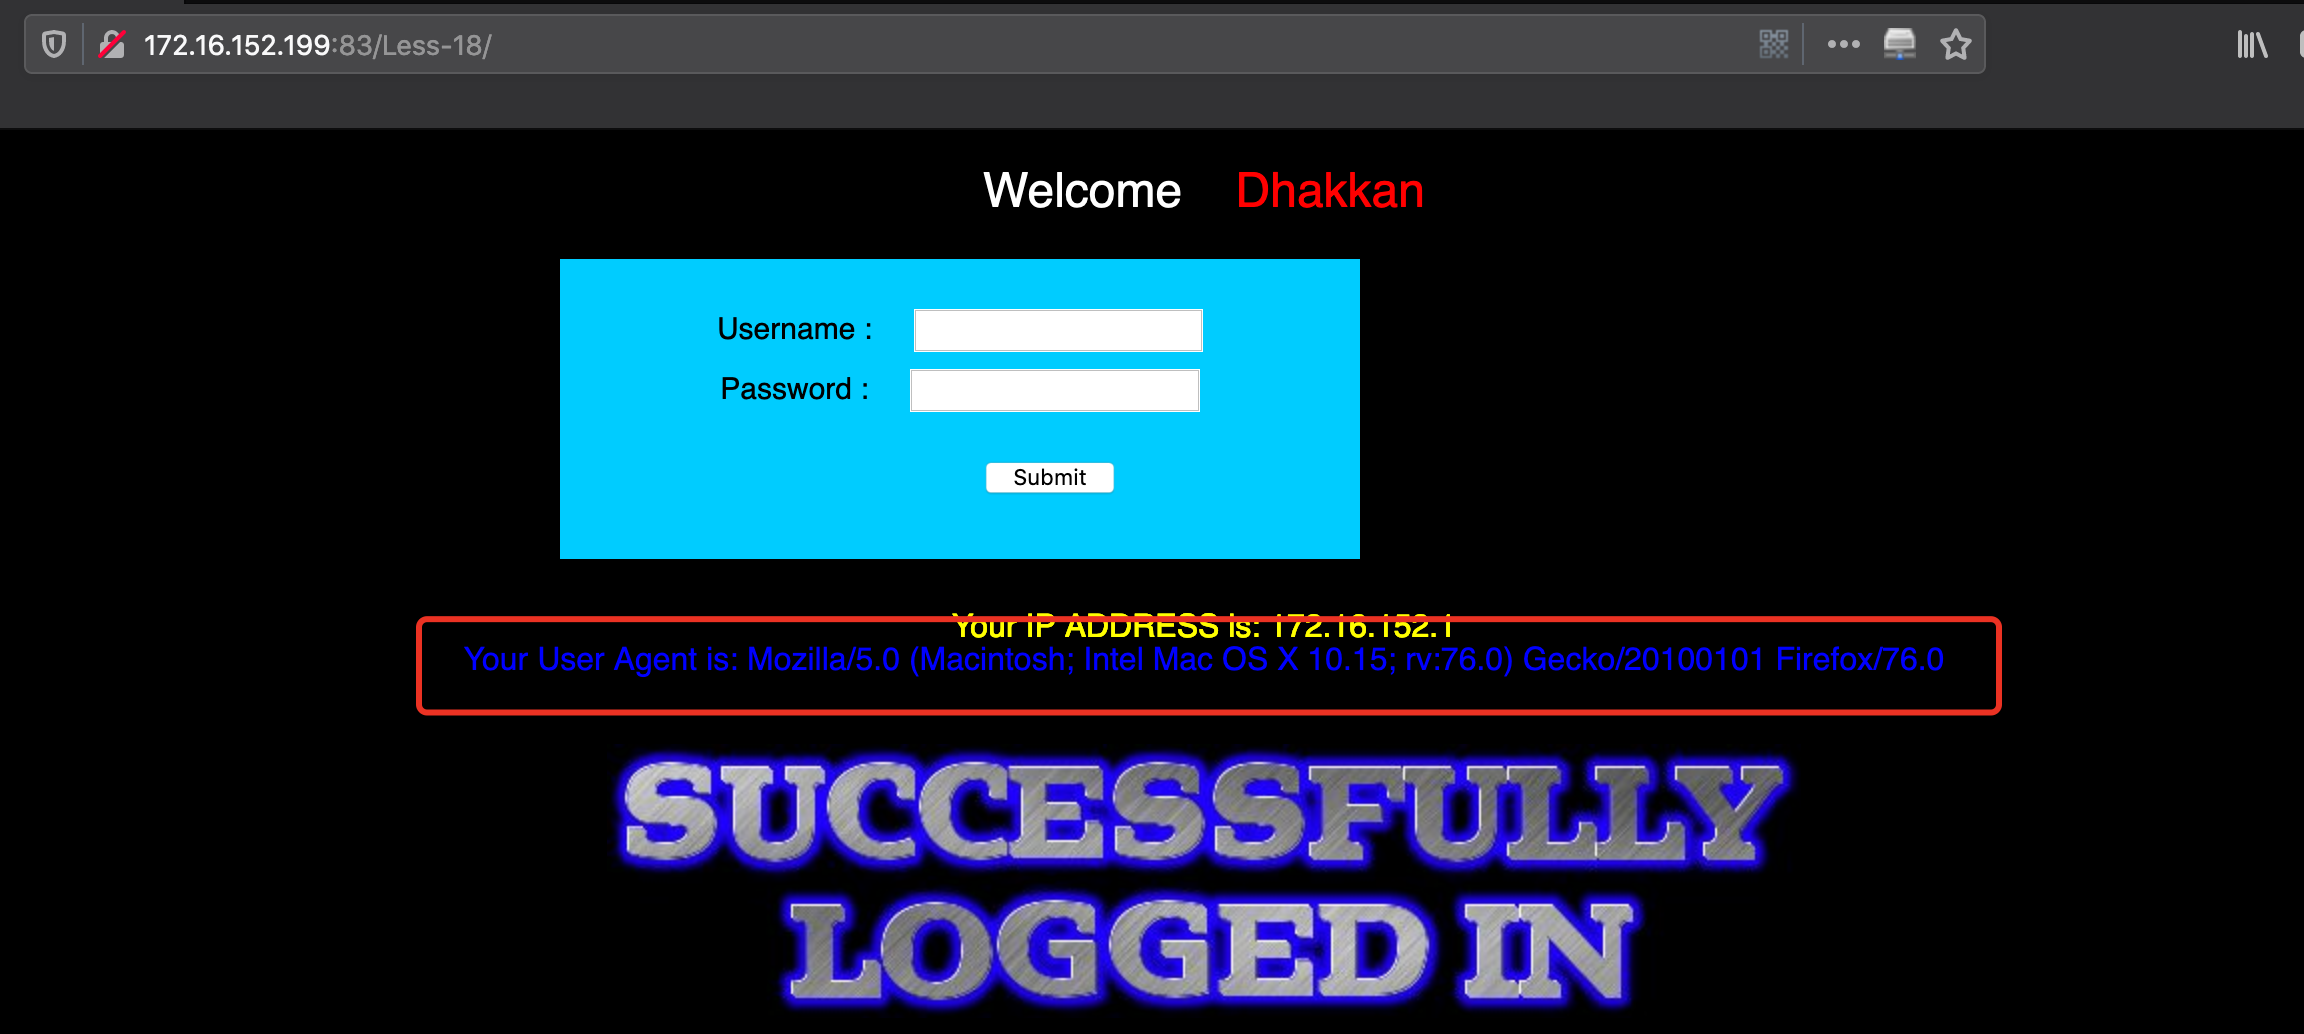 172.16.152.199:83/Less-18/
Welcome Dhakkan
Username :
Password :
Submit
Your IP ADDRESS is: 172.16.152.1
Your User Agent is: Mozilla/5.0 (Macintosh; Intel Mac OS X 10.15; rv:76.0) Gecko/20100101 Firefox/76.0
SUCCESSFULLY
LOGGED IN